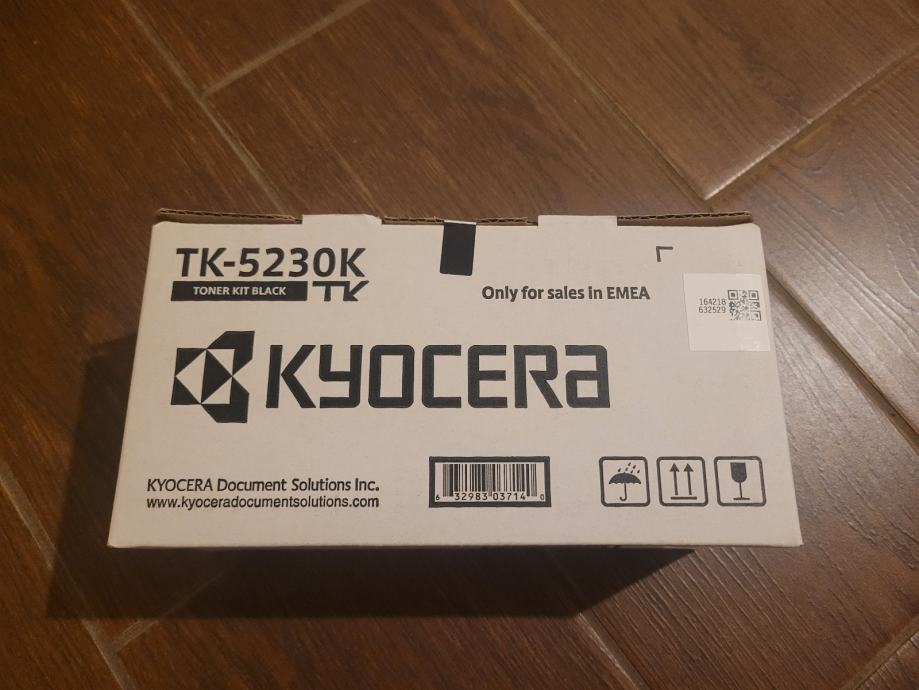 TK-5230K
TONER KIT BLACK TK
Only for sales in EMEA
164218
632529
KYOCERA
KYOCERA Document Solutions Inc.
www.kyoceradocumentsolutions.com
6 32983 03714 0